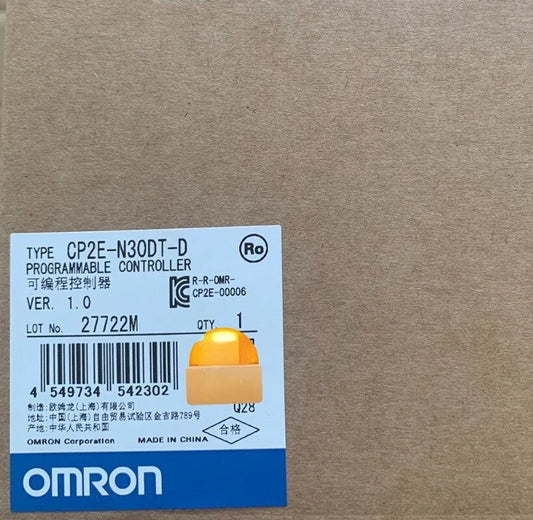 TYPE CP2E-N30DT-D
Ro
PROGRAMMABLE CONTROLLER
可编程控制器
R-R-OMR-
CP2E-00006
VER. 1.0
LOT No. 27722M QTY. 1
4 549734 542302
Q28
制造: 欧姆龙(上海)有限公司
地址: 中国(上海)自由贸易试验区金吉路789号
产地: 中华人民共和国
合格
OMRON Corporation MADE IN CHINA
OMRON